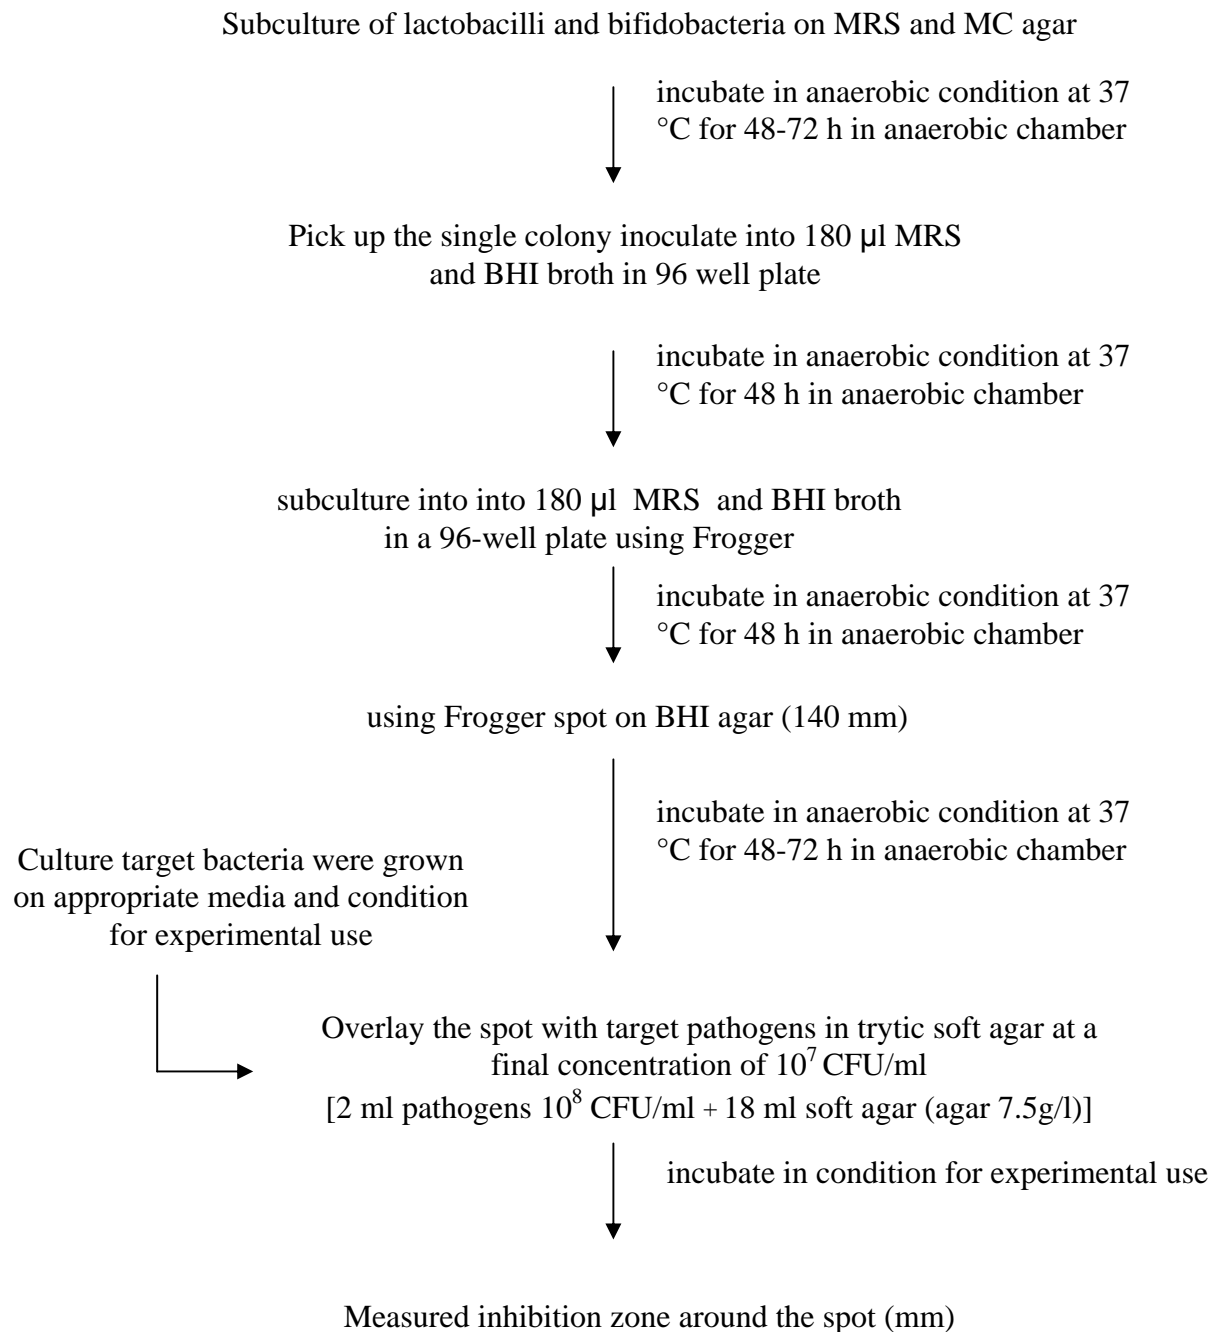 Subculture of lactobacilli and bifidobacteria on MRS and MC agar
incubate in anaerobic condition at 37
°C for 48-72 h in anaerobic chamber
Pick up the single colony inoculate into 180 µl MRS
and BHI broth in 96 well plate
incubate in anaerobic condition at 37
°C for 48 h in anaerobic chamber
subculture into into 180 µl MRS and BHI broth
in a 96-well plate using Frogger
incubate in anaerobic condition at 37
°C for 48 h in anaerobic chamber
using Frogger spot on BHI agar (140 mm)
incubate in anaerobic condition at 37
°C for 48-72 h in anaerobic chamber
Culture target bacteria were grown
on appropriate media and condition
for experimental use
Overlay the spot with target pathogens in trytic soft agar at a
final concentration of 10⁷ CFU/ml
[2 ml pathogens 10⁸ CFU/ml + 18 ml soft agar (agar 7.5g/l)]
incubate in condition for experimental use
Measured inhibition zone around the spot (mm)